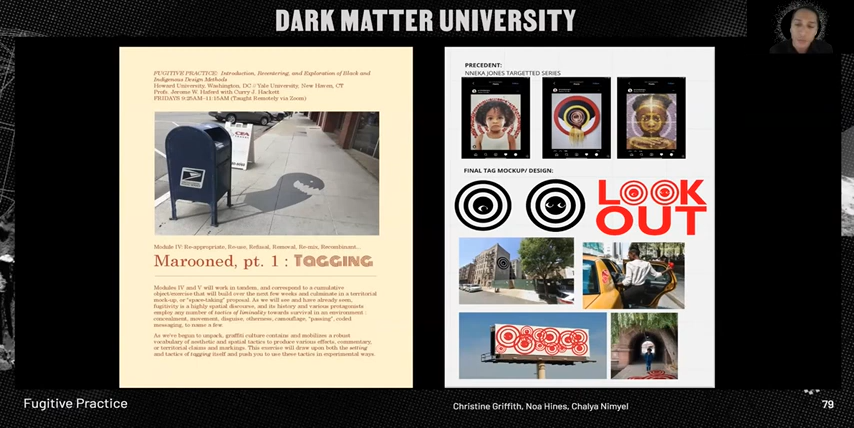 DARK MATTER UNIVERSITY
FUGITIVE PRACTICE: Introduction, Recentering, and Exploration of Black and
Indigenous Design Methods
Howard University, Washington, DC // Yale University, New Haven, CT
Profs. Jerome W. Haferd with Curry J. Hackett
FRIDAYS 9:25AM–11:15AM (Taught Remotely via Zoom)
Module IV: Re-appropriate, Re-use, Refusal, Removal, Re-mix, Recombinant...
Marooned, pt. 1 : Tagging
Modules IV and V will work in tandem, and correspond to a cumulative
object/exercise that will build over the next few weeks and culminate in a territorial
mock-up, or "space-taking" proposal. As we will see and have already seen,
fugitivity is a highly spatial discourse, and its history and various protagonists
employ any number of tactics of liminality towards survival in an environment :
concealment, movement, disguise, otherness, camouflage, "passing", coded
messaging, to name a few.
As we've begun to unpack, graffiti culture contains and mobilizes a robust
vocabulary of aesthetic and spatial tactics to produce various effects, commentary,
or territorial claims and markings. This exercise will draw upon the setting
and tactics of tagging itself and push you to use these tactics in experimental ways
PRECEDENT:
NNEKA JONES TARGETTED SERIES
FINAL TAG MOCKUP/ DESIGN:
LOOK
OUT
Fugitive Practice
Christine Griffith, Noa Hines, Chalya Nimyel
79